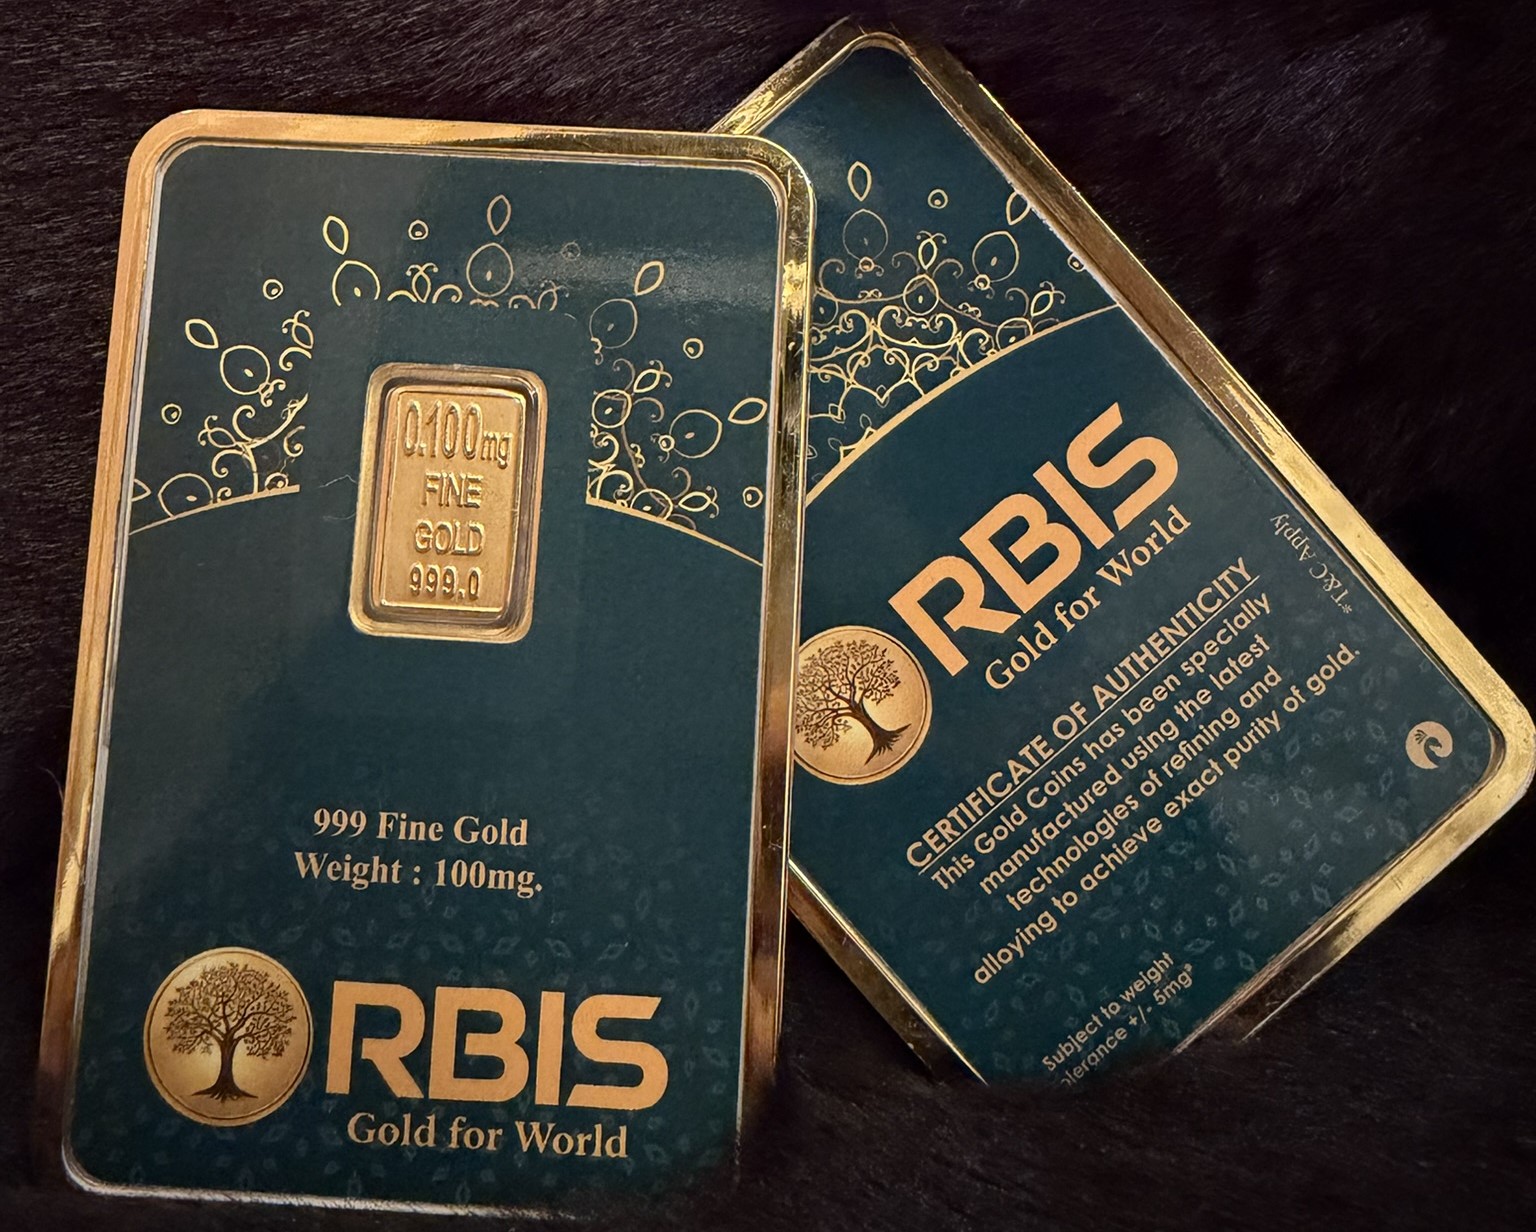 0.100mg
FINE
GOLD
999.0
999 Fine Gold
Weight : 100mg.
RBIS
Gold for World
RBIS
Gold for World
CERTIFICATE OF AUTHENTICITY
This Gold Coins has been specially
manufactured using the latest
technologies of refining and
alloying to achieve exact purity of gold.
*T&C Apply
Subject to weight
+/- 5mg